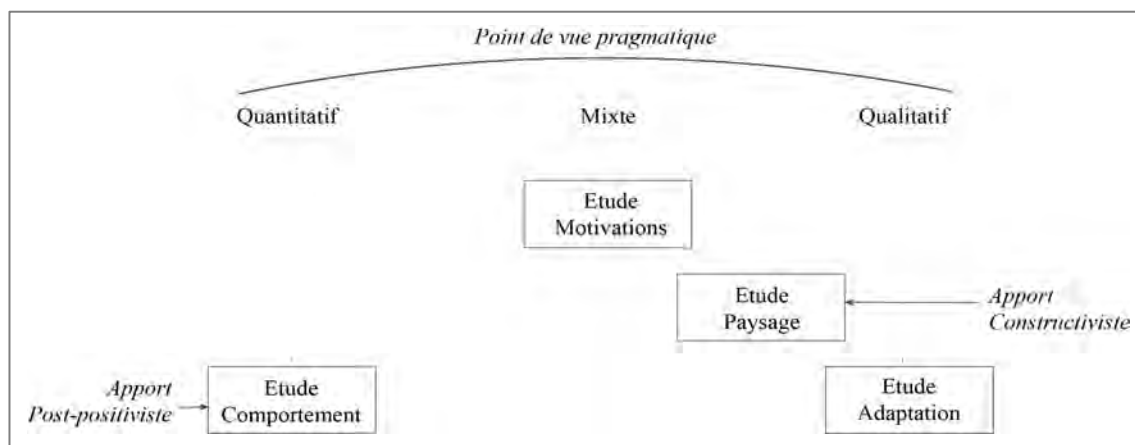 Point de vue pragmatique
Quantitatif
Mixte
Qualitatif
Etude
Motivations
Etude
Paysage
Apport
Constructiviste
Apport
Post-positiviste
Etude
Comportement
Etude
Adaptation